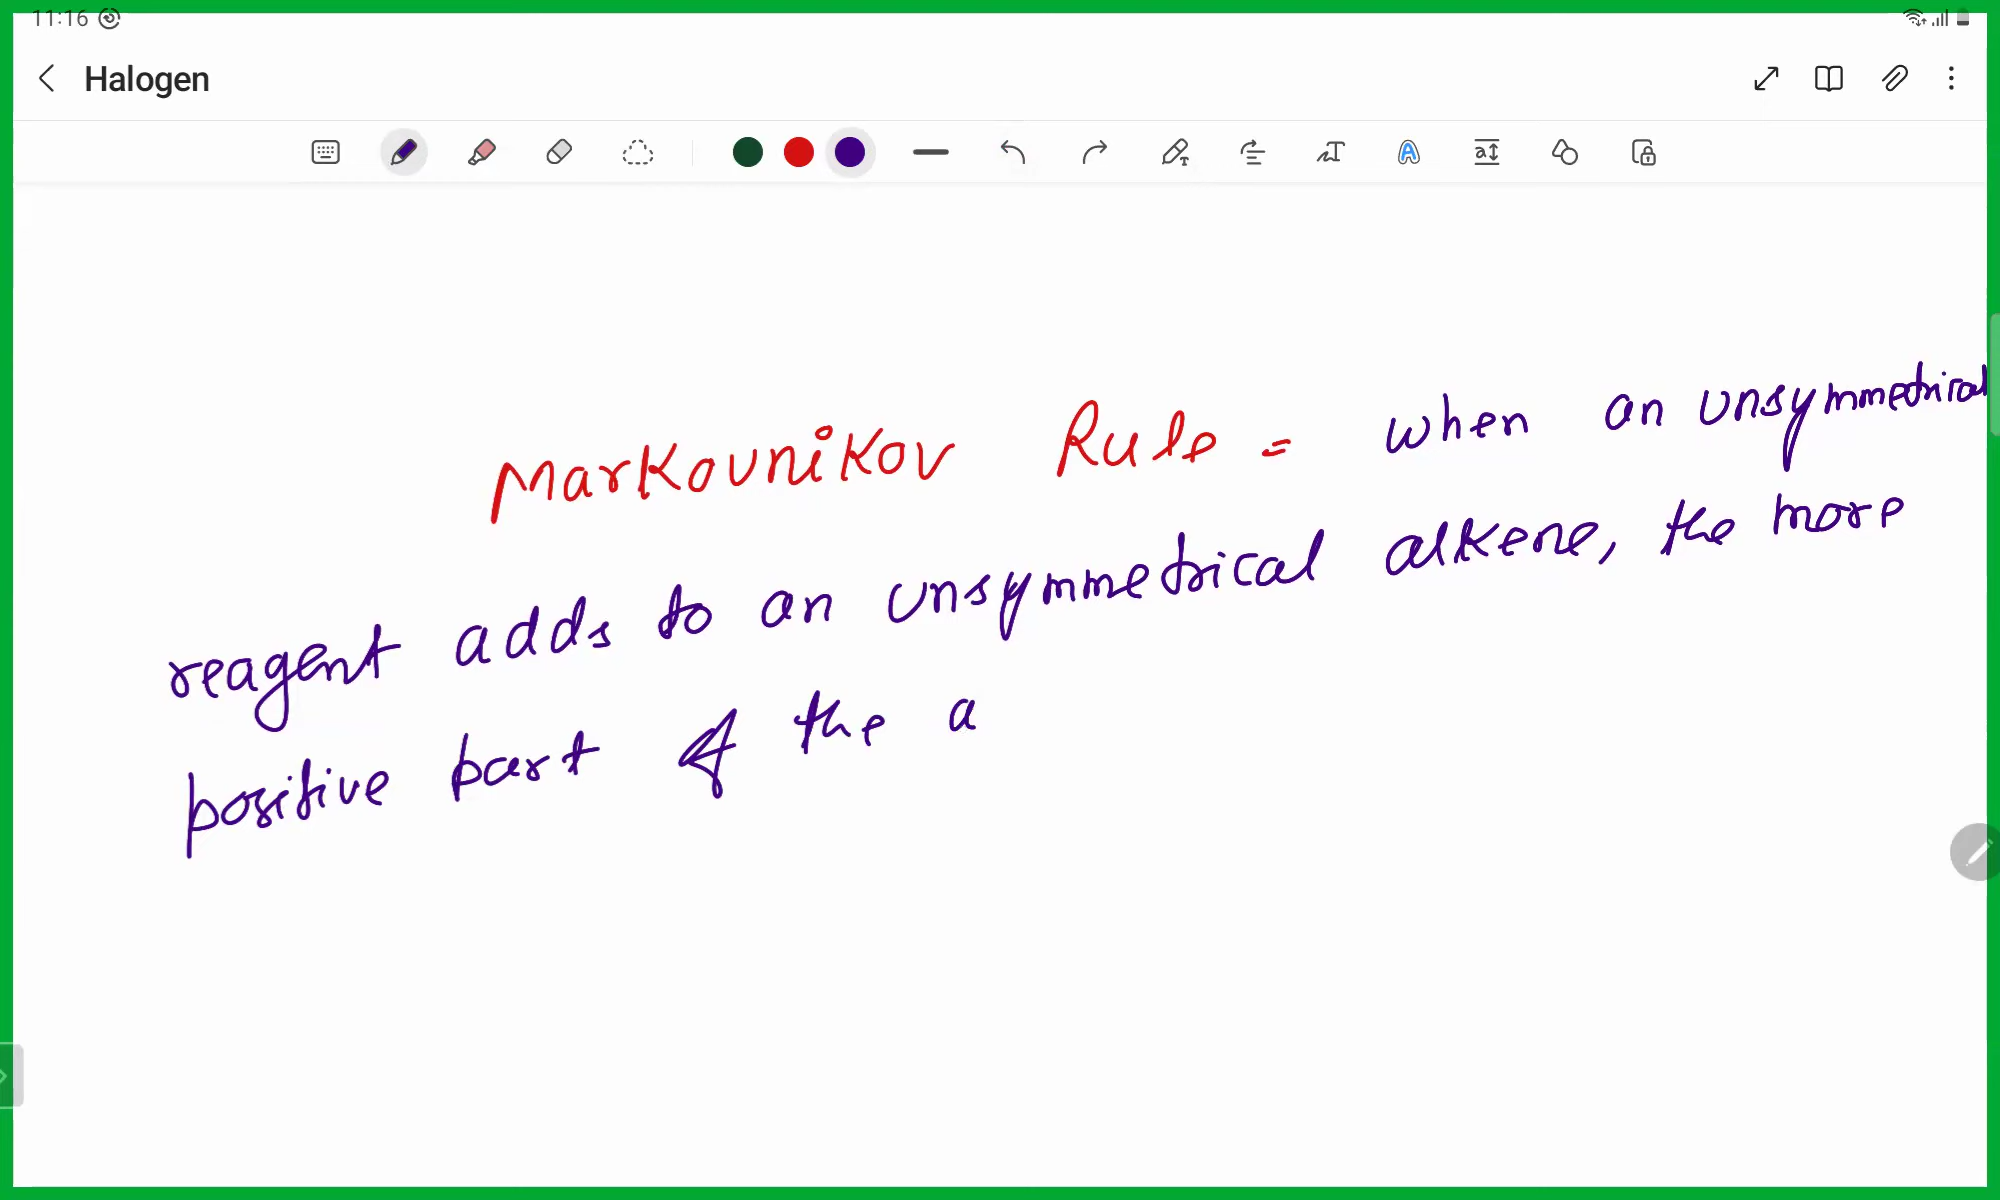 11:16
Halogen
Markovnikov Rule = when an unsymmetrical
reagent adds to an unsymmetrical alkene, the more
positive part of the a